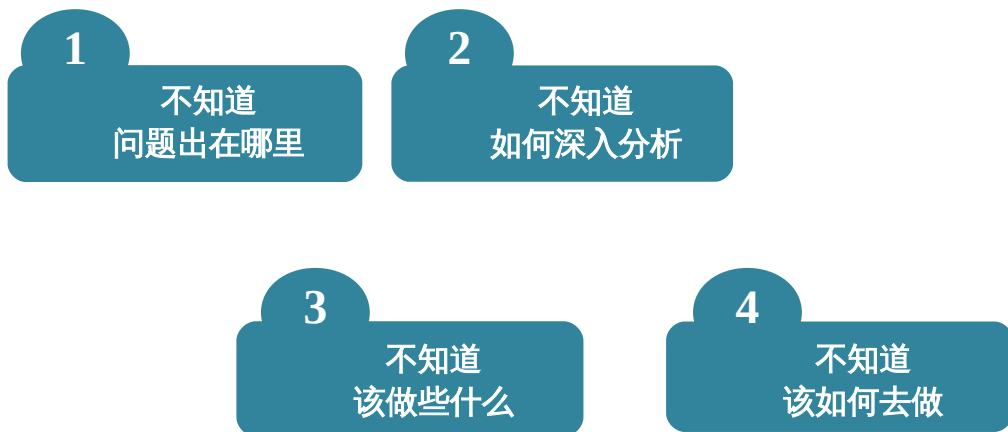 1
不知道
问题出在哪里
2
不知道
如何深入分析
3
不知道
该做些什么
4
不知道
该如何去做